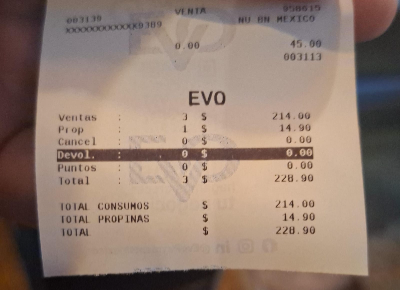 003130 VENTA 950615
XXXXXXXXXXXX0389 NU BN MEXICO
0.00 45.00
003113
EVO
Ventas : 3 $ 214.00
Prop : 1 $ 14.90
Cancel : 0 $ 0.00
Devol. : 0 $ 0.00
Puntos : 0 $ 0.00
Total : 3 $ 228.90
TOTAL CONSUMOS $ 214.00
TOTAL PROPINAS $ 14.90
TOTAL $ 228.90